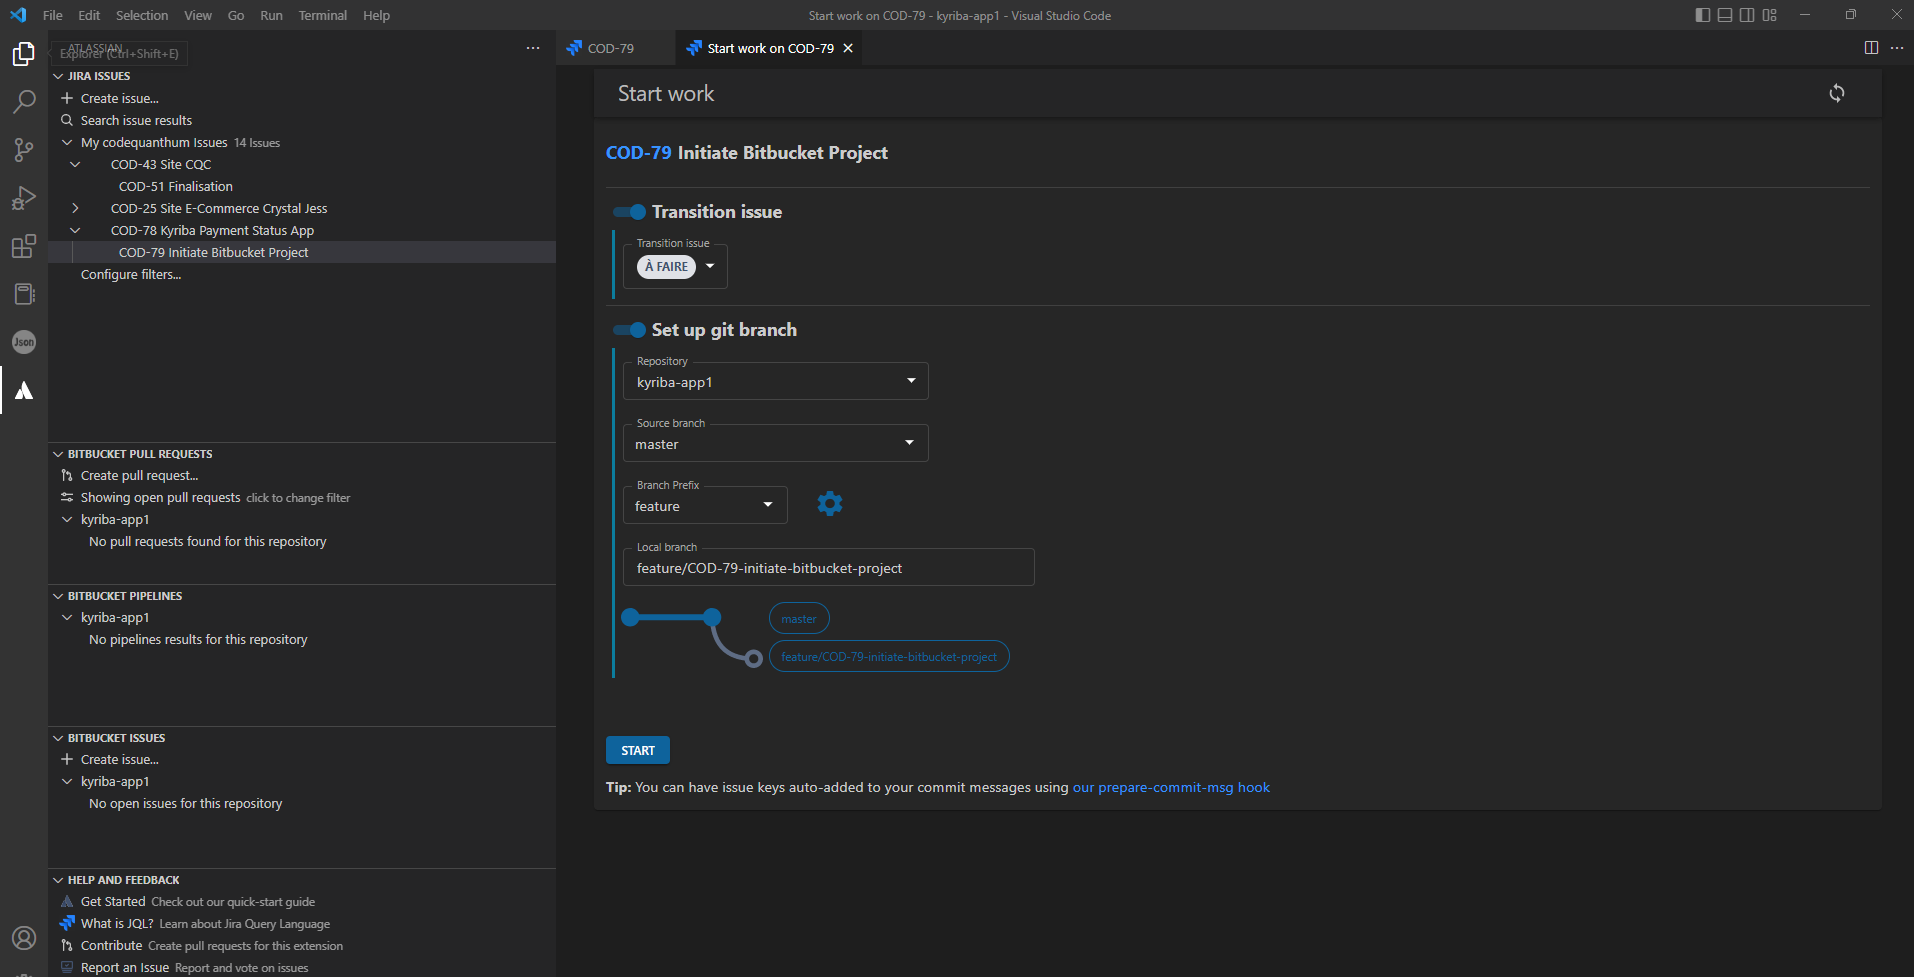 File Edit Selection View Go Run Terminal Help
Start work on COD-79 - kyriba-app1 - Visual Studio Code
ATLASSIAN
Explorer (Ctrl+Shift+E)
JIRA ISSUES
Create issue...
Search issue results
My codequanthum Issues 14 Issues
COD-43 Site CQC
COD-51 Finalisation
COD-25 Site E-Commerce Crystal Jess
COD-78 Kyriba Payment Status App
COD-79 Initiate Bitbucket Project
Configure filters...
Json
BITBUCKET PULL REQUESTS
Create pull request...
Showing open pull requests click to change filter
kyriba-app1
No pull requests found for this repository
BITBUCKET PIPELINES
kyriba-app1
No pipelines results for this repository
BITBUCKET ISSUES
Create issue...
kyriba-app1
No open issues for this repository
HELP AND FEEDBACK
Get Started Check out our quick-start guide
What is JQL? Learn about Jira Query Language
Contribute Create pull requests for this extension
Report an Issue Report and vote on issues
COD-79
Start work on COD-79
Start work
COD-79 Initiate Bitbucket Project
Transition issue
Transition issue
À FAIRE
Set up git branch
Repository
kyriba-app1
Source branch
master
Branch Prefix
feature
Local branch
feature/COD-79-initiate-bitbucket-project
master
feature/COD-79-initiate-bitbucket-project
START
Tip: You can have issue keys auto-added to your commit messages using our prepare-commit-msg hook